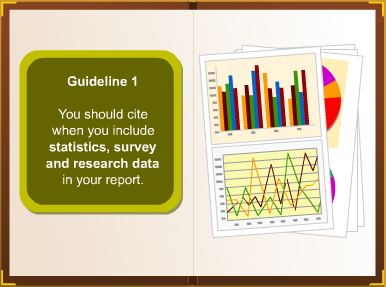 Guideline 1
You should cite
when you include
statistics, survey
and research data
in your report.